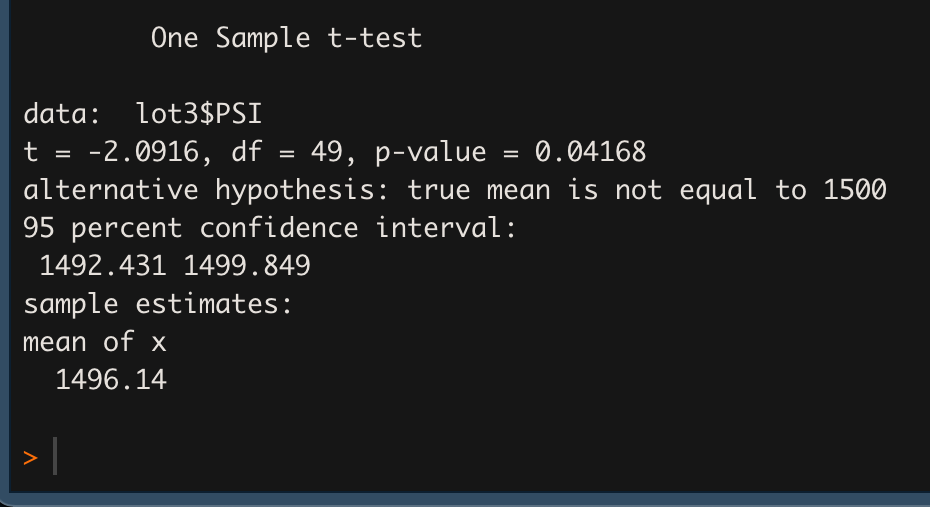 One Sample t-test
data:  lot3$PSI
t = -2.0916, df = 49, p-value = 0.04168
alternative hypothesis: true mean is not equal to 1500
95 percent confidence interval:
1492.431 1499.849
sample estimates:
mean of x
1496.14
>